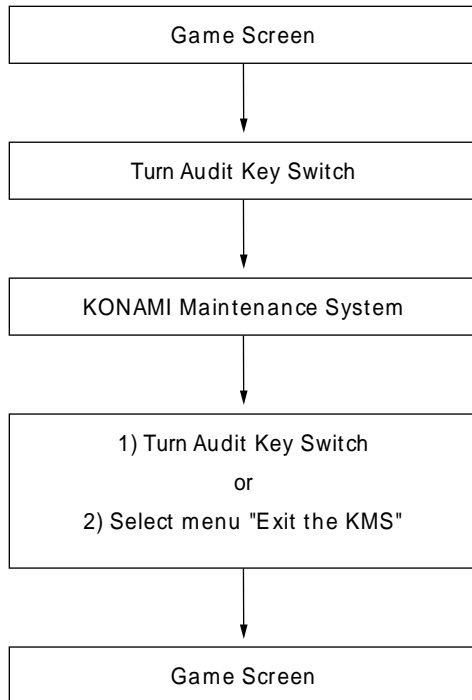 Game Screen
Turn Audit Key Switch
KONAMI Maintenance System
1) Turn Audit Key Switch
or
2) Select menu "Exit the KMS"
Game Screen